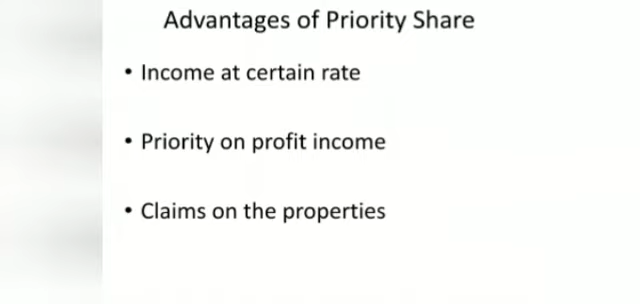 Advantages of Priority Share
• Income at certain rate
• Priority on profit income
• Claims on the properties